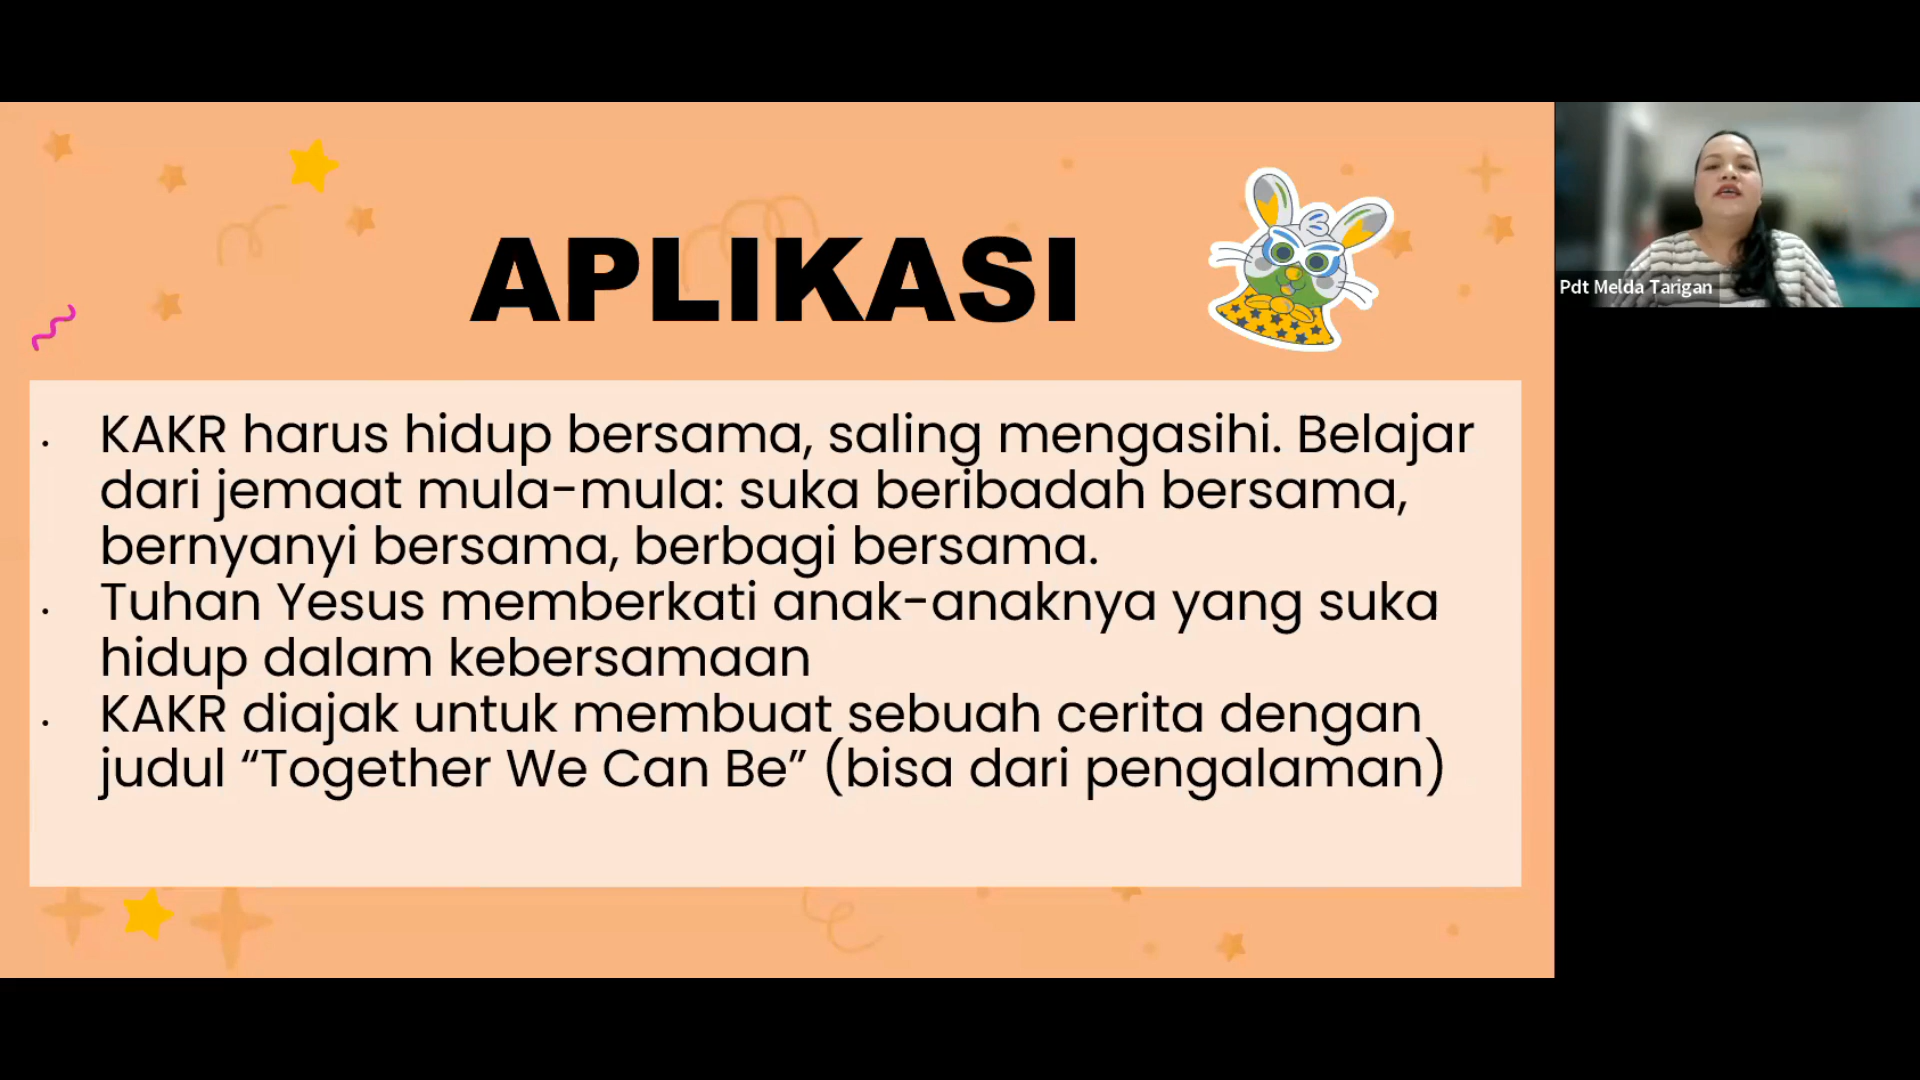 APLIKASI
• KAKR harus hidup bersama, saling mengasihi. Belajar
dari jemaat mula-mula: suka beribadah bersama,
bernyanyi bersama, berbagi bersama.
• Tuhan Yesus memberkati anak-anaknya yang suka
hidup dalam kebersamaan
• KAKR diajak untuk membuat sebuah cerita dengan
judul “Together We Can Be” (bisa dari pengalaman)
Pdt Melda Tarigan